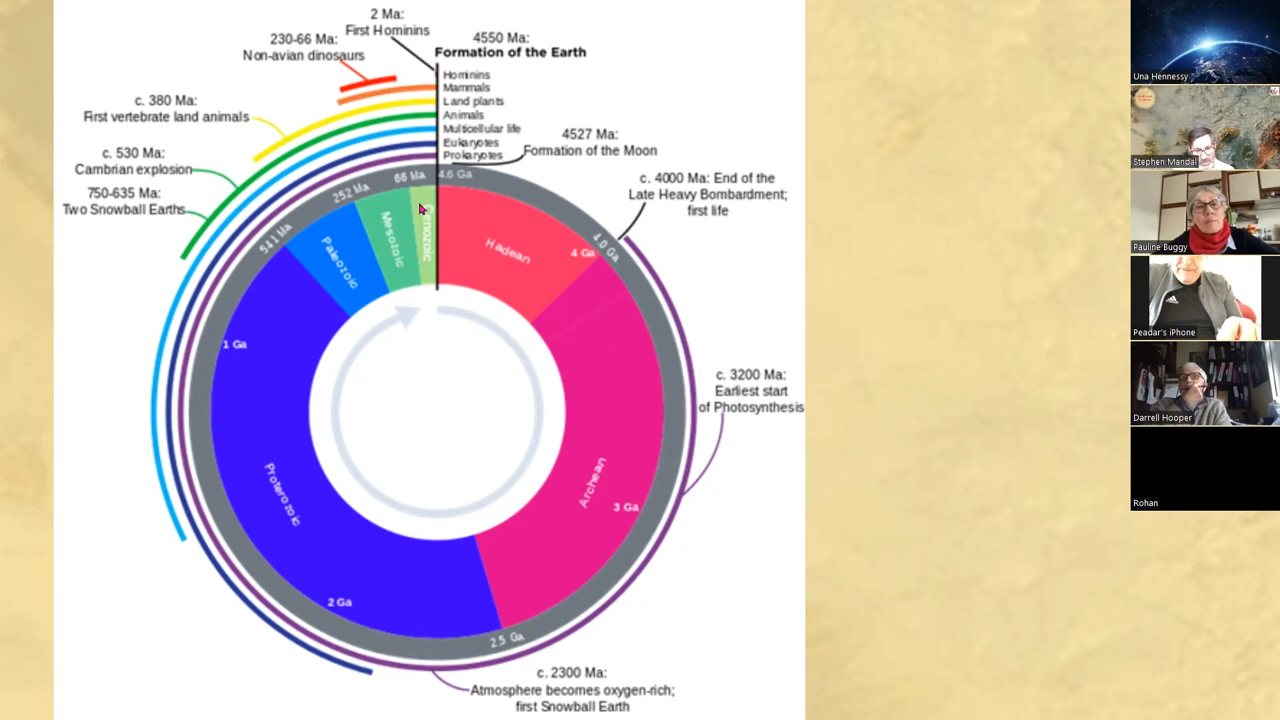 2 Ma:
First Hominins
230-66 Ma:
Non-avian dinosaurs
4550 Ma:
Formation of the Earth
Hominins
Mammals
Land plants
Animals
Multicellular life
Eukaryotes
Prokaryotes
c. 380 Ma:
First vertebrate land animals
c. 530 Ma:
Cambrian explosion
750-635 Ma:
Two Snowball Earths
4527 Ma:
Formation of the Moon
c. 4000 Ma: End of the
Late Heavy Bombardment;
first life
4.6 Ga
66 Ma
252 Ma
541 Ma
4.0 Ga
2.5 Ga
Hadean
4 Ga
Cenozoic
Mesozoic
Paleozoic
1 Ga
Proterozoic
2 Ga
Archean
3 Ga
c. 3200 Ma:
Earliest start
of Photosynthesis
c. 2300 Ma:
Atmosphere becomes oxygen-rich;
first Snowball Earth
Una Hennessy
Stephen Mandal
Pauline Buggy
Peadar's iPhone
Darrell Hooper
Rohan